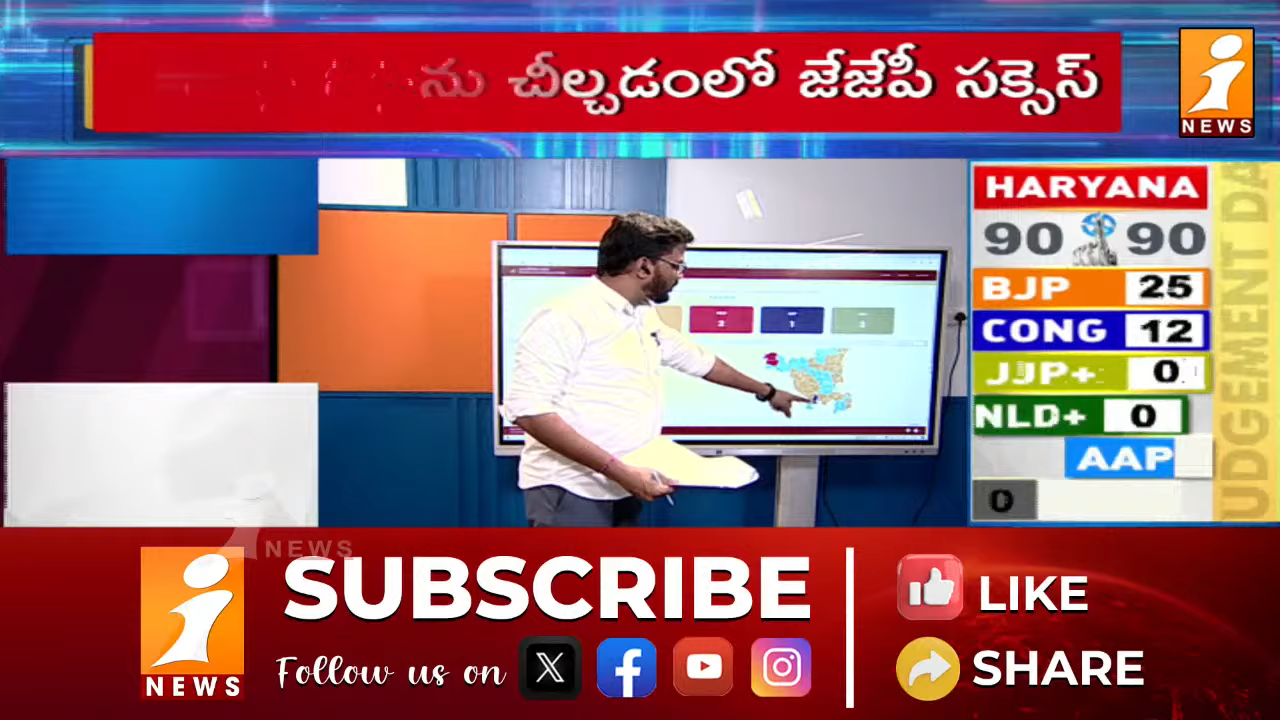 ను చీల్చడంలో జేజేపీ సక్సెస్
i
NEWS
HARYANA
90 90
BJP 25
CONG 12
JJP+ 0
NLD+ 0
AAP
0
UDGEMENT DA
i
NEWS
NEWS
SUBSCRIBE
Follow us on
LIKE
SHARE